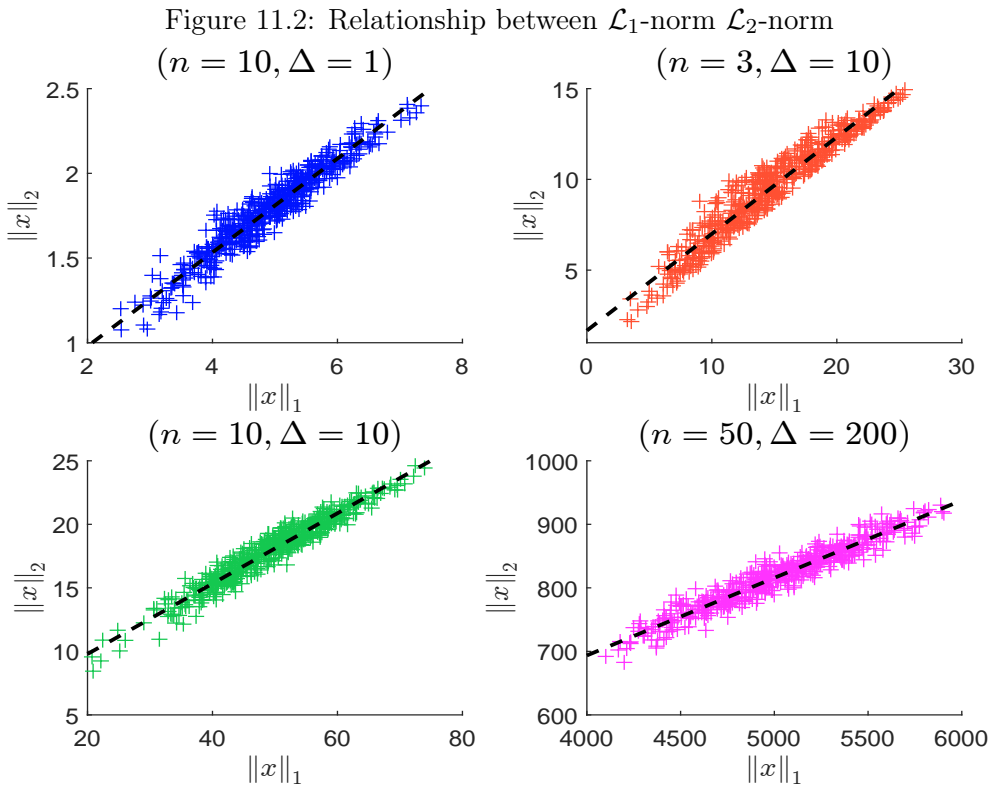 Figure 11.2: Relationship between ℒ₁-norm ℒ₂-norm
(n = 10, Δ = 1)
2.5
2
1.5
1
‖x‖₂
2 4 6 8
‖x‖₁
(n = 3, Δ = 10)
15
10
5
‖x‖₂
0 10 20 30
‖x‖₁
(n = 10, Δ = 10)
25
20
15
10
5
‖x‖₂
20 40 60 80
‖x‖₁
(n = 50, Δ = 200)
1000
900
800
700
600
‖x‖₂
4000 4500 5000 5500 6000
‖x‖₁